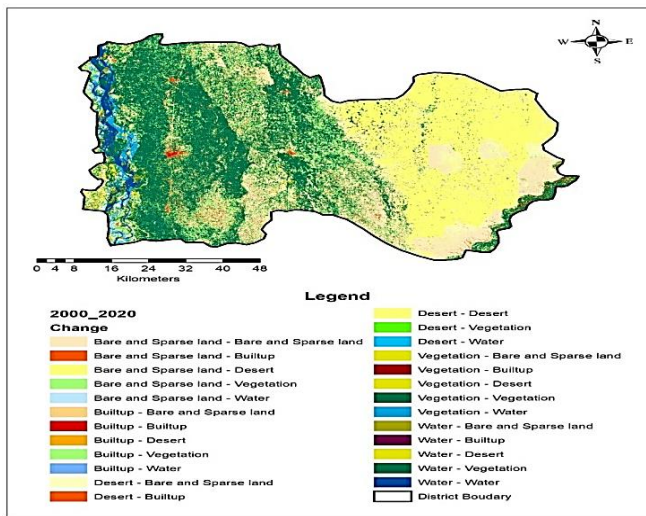 N
W E
S
0 4 8 16 24 32 40 48
Kilometers
Legend
2000_2020
Change
Bare and Sparse land - Bare and Sparse land
Bare and Sparse land - Builtup
Bare and Sparse land - Desert
Bare and Sparse land - Vegetation
Bare and Sparse land - Water
Builtup - Bare and Sparse land
Builtup - Builtup
Builtup - Desert
Builtup - Vegetation
Builtup - Water
Desert - Bare and Sparse land
Desert - Builtup
Desert - Desert
Desert - Vegetation
Desert - Water
Vegetation - Bare and Sparse land
Vegetation - Builtup
Vegetation - Desert
Vegetation - Vegetation
Vegetation - Water
Water - Bare and Sparse land
Water - Builtup
Water - Desert
Water - Vegetation
Water - Water
District Boudary